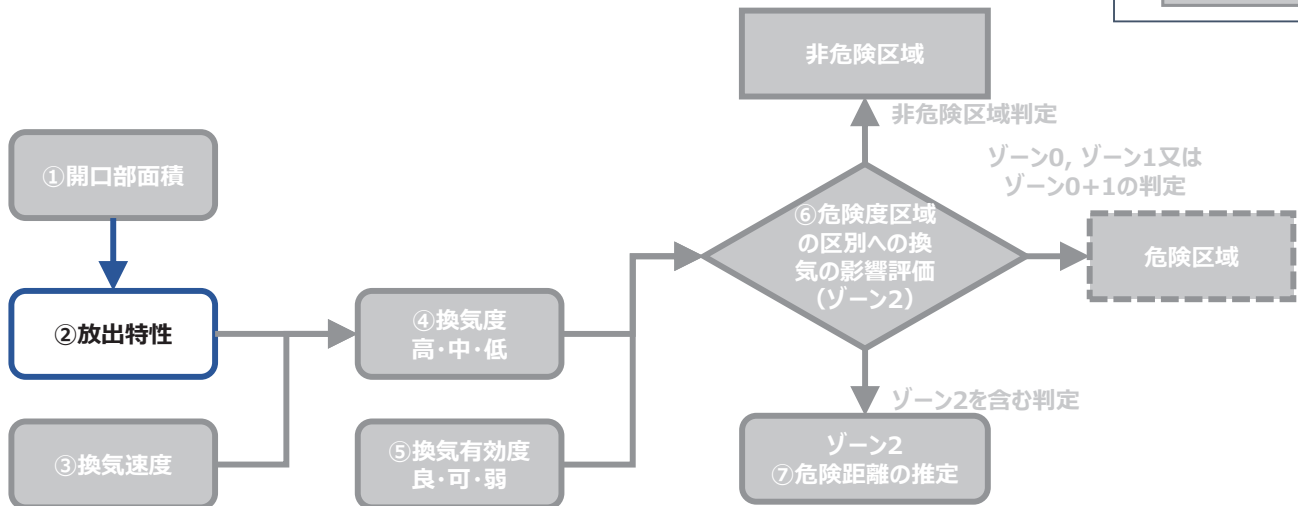 非危険区域
非危険区域判定
①開口部面積
ゾーン0, ゾーン1又は
ゾーン0+1の判定
⑥危険度区域
の区別への換
気の影響評価
（ゾーン2）
危険区域
②放出特性
④換気度
高・中・低
ゾーン2を含む判定
③換気速度
⑤換気有効度
良・可・弱
ゾーン2
⑦危険距離の推定